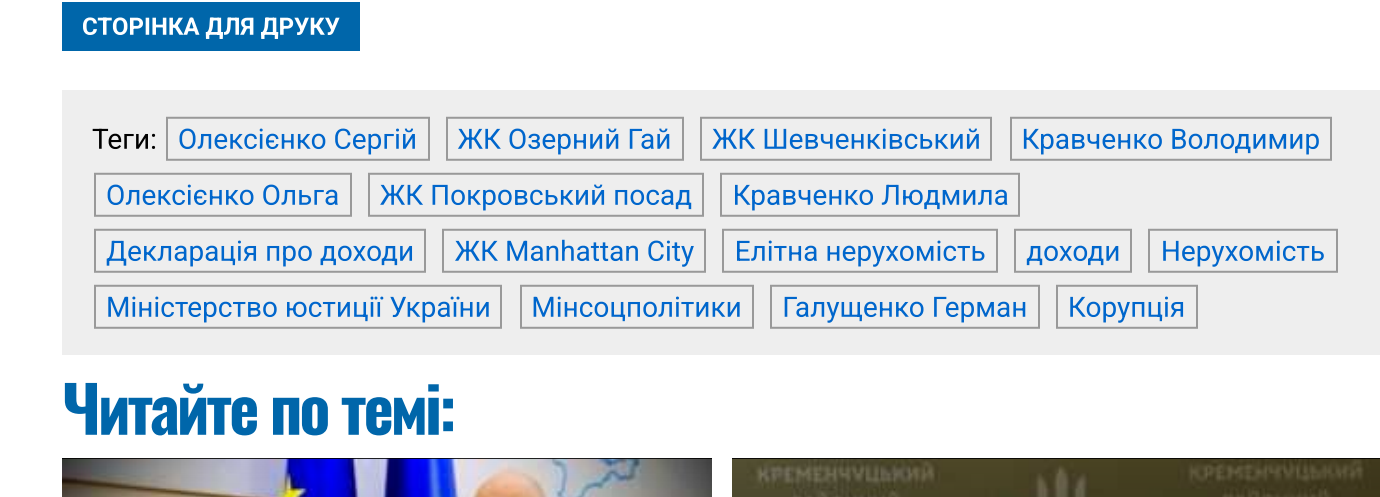 СТОРІНКА ДЛЯ ДРУКУ
Теги: Олексієнко Сергій ЖК Озерний Гай ЖК Шевченківський Кравченко Володимир
Олексієнко Ольга ЖК Покровський посад Кравченко Людмила
Декларація про доходи ЖК Manhattan City Елітна нерухомість доходи Нерухомість
Міністерство юстиції України Мінсоцполітики Галущенко Герман Корупція
Читайте по темі:
КРЕМЕНЧУЦЬКИЙ КРЕМЕНЧУЦЬКИЙ